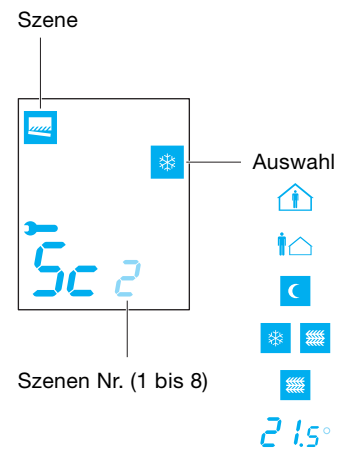 Szene
Auswahl
Sc 2
Szenen Nr. (1 bis 8)
21.5°